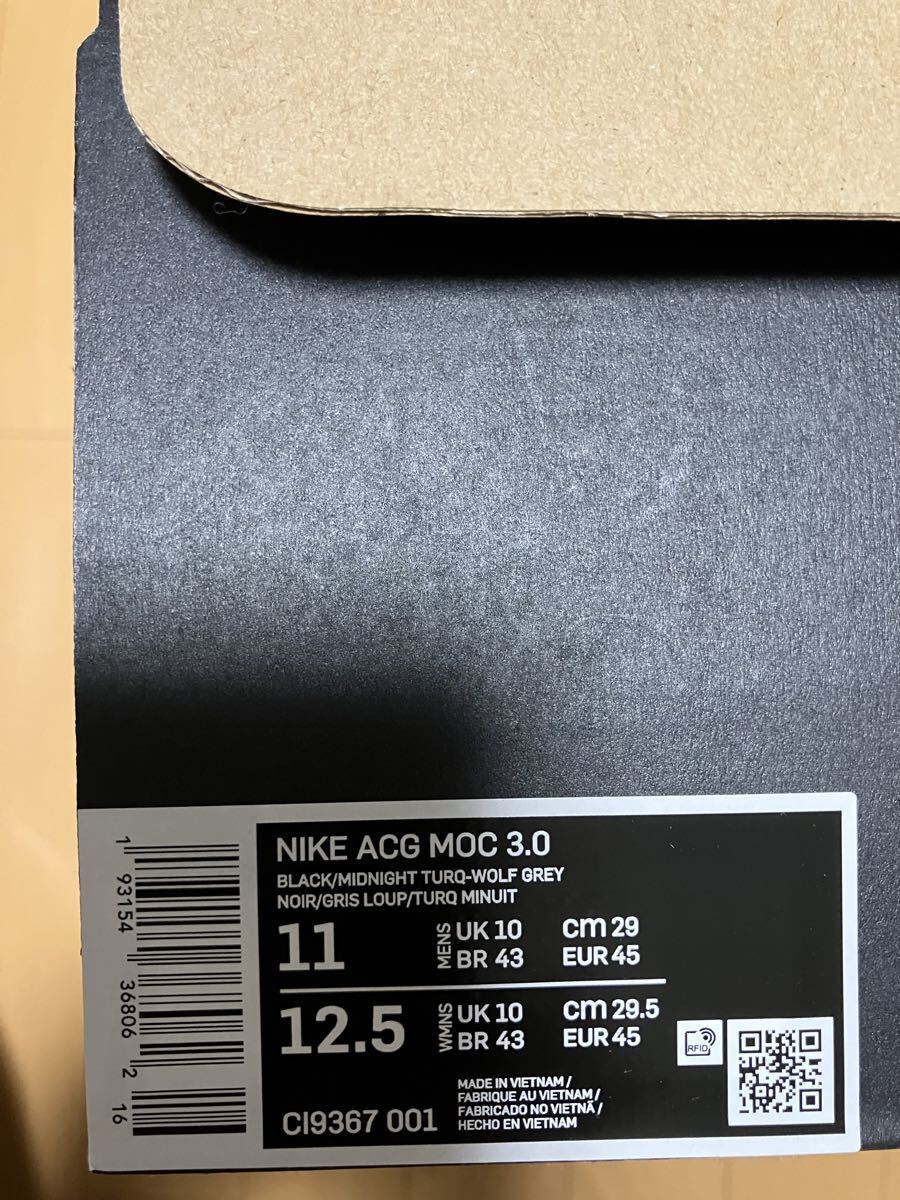 NIKE ACG MOC 3.0
BLACK/MIDNIGHT TURQ-WOLF GREY
NOIR/GRIS LOUP/TURQ MINUIT
11
MENS
UK 10 cm 29
BR 43 EUR 45
12.5
WMNS
UK 10 cm 29.5
BR 43 EUR 45
RFID
CI9367 001
MADE IN VIETNAM /
FABRIQUE AU VIETNAM /
FABRICADO NO VIETNÃ /
HECHO EN VIETNAM
1 93154 36806 2 16